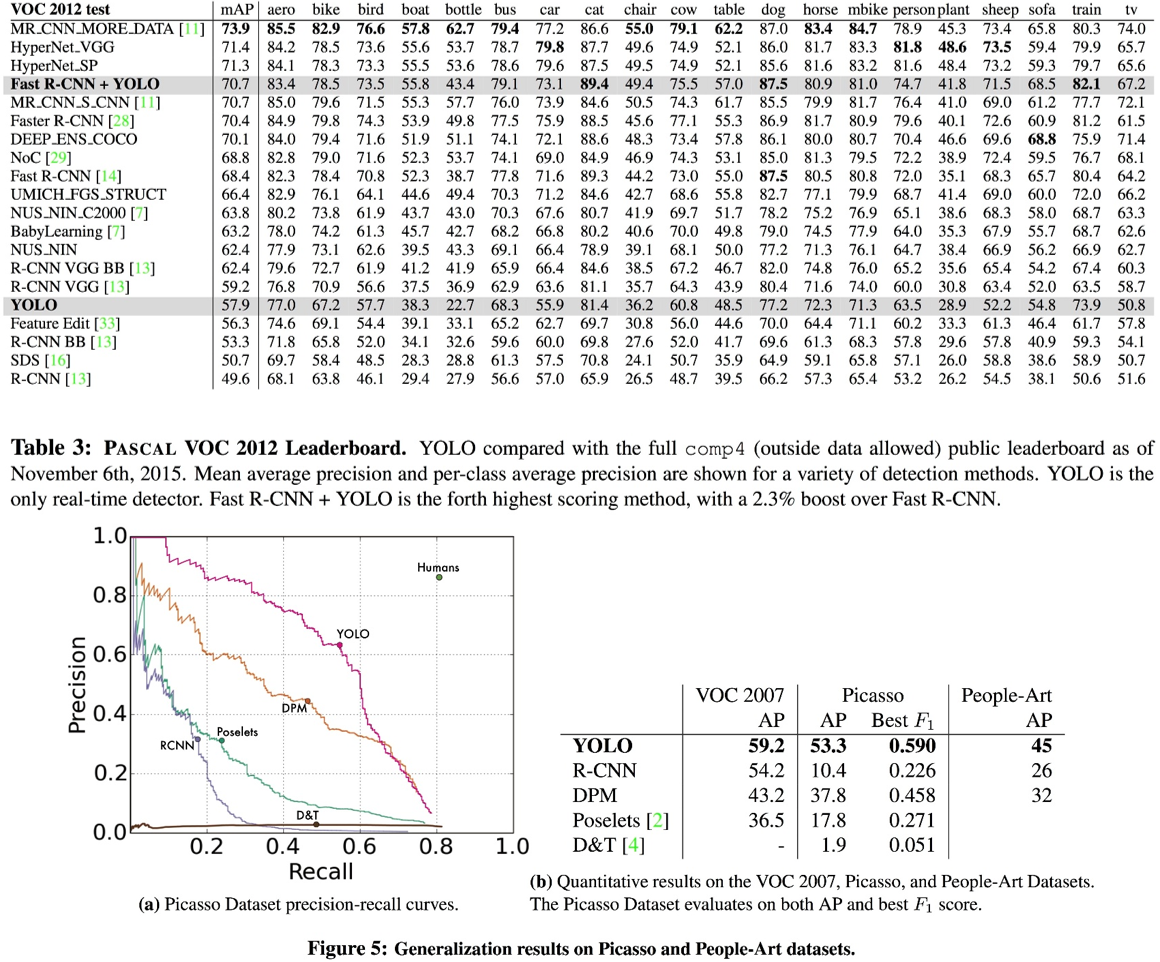 VOC 2012 test mAP aero bike bird boat bottle bus car cat chair cow table dog horse mbike person plant sheep sofa train tv
MR_CNN_MORE_DATA [11] 73.9 85.5 82.9 76.6 57.8 62.7 79.4 77.2 86.6 55.0 79.1 62.2 87.0 83.4 84.7 78.9 45.3 73.4 65.8 80.3 74.0
HyperNet_VGG 71.4 84.2 78.5 73.6 55.6 53.7 78.7 79.8 87.7 49.6 74.9 52.1 86.0 81.7 83.3 81.8 48.6 73.5 59.4 79.9 65.7
HyperNet_SP 71.3 84.1 78.3 73.3 55.5 53.6 78.6 79.6 87.5 49.5 74.9 52.1 85.6 81.6 83.2 81.6 48.4 73.2 59.3 79.7 65.6
Fast R-CNN + YOLO 70.7 83.4 78.5 73.5 55.8 43.4 79.1 73.1 89.4 49.4 75.5 57.0 87.5 80.9 81.0 74.7 41.8 71.5 68.5 82.1 67.2
MR_CNN_S_CNN [11] 70.7 85.0 79.6 71.5 55.3 57.7 76.0 73.9 84.6 50.5 74.3 61.7 85.5 79.9 81.7 76.4 41.0 69.0 61.2 77.7 72.1
Faster R-CNN [28] 70.4 84.9 79.8 74.3 53.9 49.8 77.5 75.9 88.5 45.6 77.1 55.3 86.9 81.7 80.9 79.6 40.1 72.6 60.9 81.2 61.5
DEEP_ENS_COCO 70.1 84.0 79.4 71.6 51.9 51.1 74.1 72.1 88.6 48.3 73.4 57.8 86.1 80.0 80.7 70.4 46.6 69.6 68.8 75.9 71.4
NoC [29] 68.8 82.8 79.0 71.6 52.3 53.7 74.1 69.0 84.9 46.9 74.3 53.1 85.0 81.3 79.5 72.2 38.9 72.4 59.5 76.7 68.1
Fast R-CNN [14] 68.4 82.3 78.4 70.8 52.3 38.7 77.8 71.6 89.3 44.2 73.0 55.0 87.5 80.5 80.8 72.0 35.1 68.3 65.7 80.4 64.2
UMICH_FGS_STRUCT 66.4 82.9 76.1 64.1 44.6 49.4 70.3 71.2 84.6 42.7 68.6 55.8 82.7 77.1 79.9 68.7 41.4 69.0 60.0 72.0 66.2
NUS_NIN_C2000 [7] 63.8 80.2 73.8 61.9 43.7 43.0 70.3 67.6 80.7 41.9 69.7 51.7 78.2 75.2 76.9 65.1 38.6 68.3 58.0 68.7 63.3
BabyLearning [7] 63.2 78.0 74.2 61.3 45.7 42.7 68.2 66.8 80.2 40.6 70.0 49.8 79.0 74.5 77.9 64.0 35.3 67.9 55.7 68.7 62.6
NUS_NIN 62.4 77.9 73.1 62.6 39.5 43.3 69.1 66.4 78.9 39.1 68.1 50.0 77.2 71.3 76.1 64.7 38.4 66.9 56.2 66.9 62.7
R-CNN VGG BB [13] 62.4 79.6 72.7 61.9 41.2 41.9 65.9 66.4 84.6 38.5 67.2 46.7 82.0 74.8 76.0 65.2 35.6 65.4 54.2 67.4 60.3
R-CNN VGG [13] 59.2 76.8 70.9 56.6 37.5 36.9 62.9 63.6 81.1 35.7 64.3 43.9 80.4 71.6 74.0 60.0 30.8 63.4 52.0 63.5 58.7
YOLO 57.9 77.0 67.2 57.7 38.3 22.7 68.3 55.9 81.4 36.2 60.8 48.5 77.2 72.3 71.3 63.5 28.9 52.2 54.8 73.9 50.8
Feature Edit [33] 56.3 74.6 69.1 54.4 39.1 33.1 65.2 62.7 69.7 30.8 56.0 44.6 70.0 64.4 71.1 60.2 33.3 61.3 46.4 61.7 57.8
R-CNN BB [13] 53.3 71.8 65.8 52.0 34.1 32.6 59.6 60.0 69.8 27.6 52.0 41.7 69.6 61.3 68.3 57.8 29.6 57.8 40.9 59.3 54.1
SDS [16] 50.7 69.7 58.4 48.5 28.3 28.8 61.3 57.5 70.8 24.1 50.7 35.9 64.9 59.1 65.8 57.1 26.0 58.8 38.6 58.9 50.7
R-CNN [13] 49.6 68.1 63.8 46.1 29.4 27.9 56.6 57.0 65.9 26.5 48.7 39.5 66.2 57.3 65.4 53.2 26.2 54.5 38.1 50.6 51.6
Table 3: PASCAL VOC 2012 Leaderboard. YOLO compared with the full comp4 (outside data allowed) public leaderboard as of
November 6th, 2015. Mean average precision and per-class average precision are shown for a variety of detection methods. YOLO is the
only real-time detector. Fast R-CNN + YOLO is the forth highest scoring method, with a 2.3% boost over Fast R-CNN.
1.0
0.8
0.6
0.4
0.2
0.0
Precision
Humans
YOLO
DPM
Poselets
RCNN
D&T
0.2 0.4 0.6 0.8 1.0
Recall
(a) Picasso Dataset precision-recall curves.
VOC 2007 Picasso People-Art
AP AP Best F1 AP
YOLO 59.2 53.3 0.590 45
R-CNN 54.2 10.4 0.226 26
DPM 43.2 37.8 0.458 32
Poselets [2] 36.5 17.8 0.271
D&T [4] - 1.9 0.051
(b) Quantitative results on the VOC 2007, Picasso, and People-Art Datasets.
The Picasso Dataset evaluates on both AP and best F1 score.
Figure 5: Generalization results on Picasso and People-Art datasets.